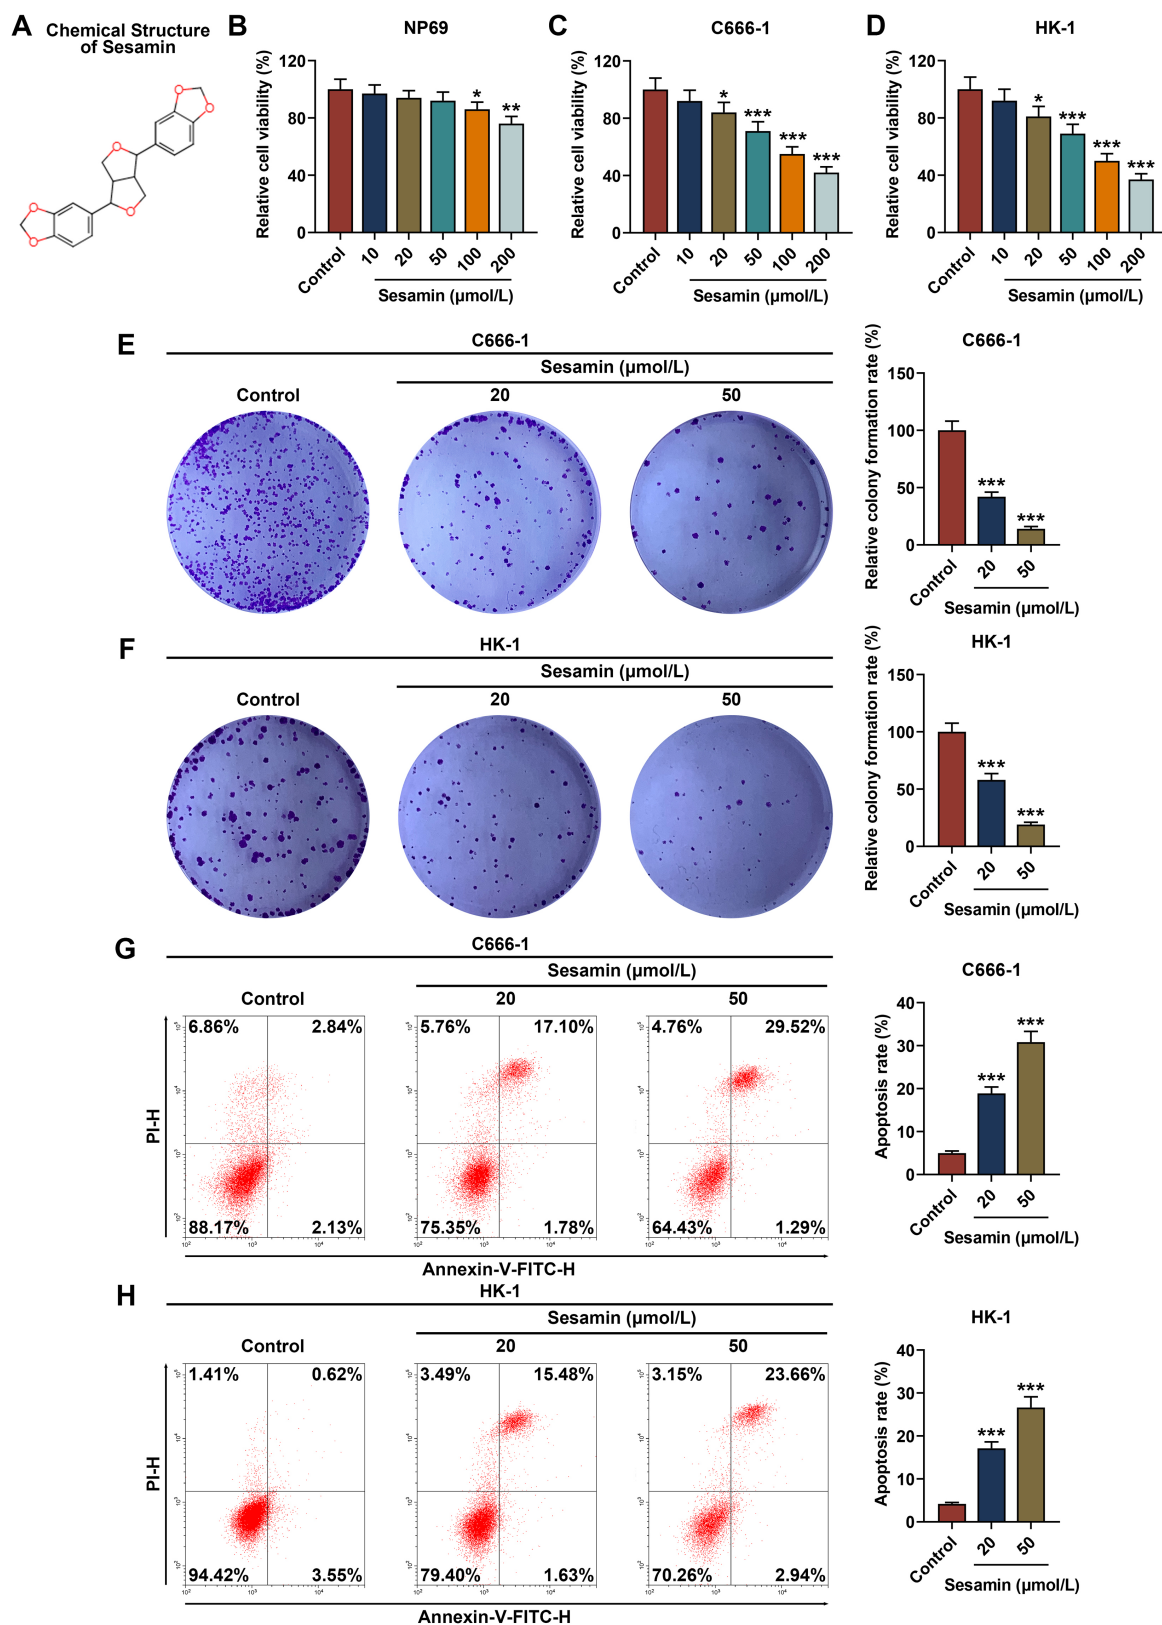 A
Chemical Structure
of Sesamin
O
O
O
O
O
O
B
NP69
Relative cell viability (%)
120
80
40
0
*
**
Control
10
20
50
100
200
Sesamin (μmol/L)
C
C666-1
Relative cell viability (%)
120
80
40
0
*
***
***
***
Control
10
20
50
100
200
Sesamin (μmol/L)
D
HK-1
Relative cell viability (%)
120
80
40
0
*
***
***
***
Control
10
20
50
100
200
Sesamin (μmol/L)
E
C666-1
Sesamin (μmol/L)
Control
20
50
C666-1
Relative colony formation rate (%)
150
100
50
0
***
***
Control
20
50
Sesamin (μmol/L)
F
HK-1
Sesamin (μmol/L)
Control
20
50
HK-1
Relative colony formation rate (%)
150
100
50
0
***
***
Control
20
50
Sesamin (μmol/L)
G
C666-1
Sesamin (μmol/L)
Control
20
50
PI-H
6.86%
2.84%
88.17%
2.13%
5.76%
17.10%
75.35%
1.78%
4.76%
29.52%
64.43%
1.29%
Annexin-V-FITC-H
C666-1
Apoptosis rate (%)
40
30
20
10
0
***
***
Control
20
50
Sesamin (μmol/L)
H
HK-1
Sesamin (μmol/L)
Control
20
50
PI-H
1.41%
0.62%
94.42%
3.55%
3.49%
15.48%
79.40%
1.63%
3.15%
23.66%
70.26%
2.94%
Annexin-V-FITC-H
HK-1
Apoptosis rate (%)
40
30
20
10
0
***
***
Control
20
50
Sesamin (μmol/L)